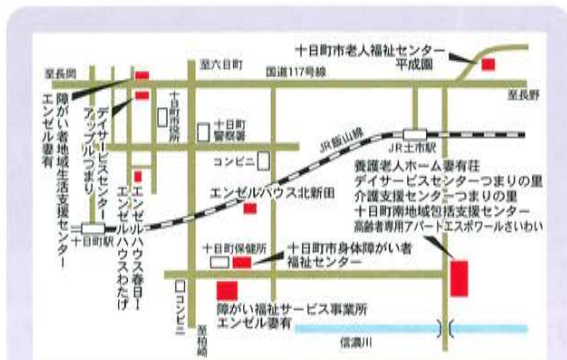 十日町市老人福祉センター
平成園
至六日町
国道117号線
至長岡
至長野
障がい者地域生活支援センター
エンゼル妻有
デイサービスセンター
アップルつまり
十日町市役所
十日町
警察署
コンビニ
JR飯山線
JR土市駅
養護老人ホーム妻有荘
デイサービスセンターつまりの里
介護支援センターつまりの里
十日町南地域包括支援センター
高齢者専用アパートエスポワールさいわい
エンゼルハウス北新田
エンゼルハウス春日Ⅰ
エンゼルハウスわたげ
十日町駅
十日町保健所
十日町市身体障がい者
福祉センター
コンビニ
至柏崎
障がい福祉サービス事業所
エンゼル妻有
信濃川